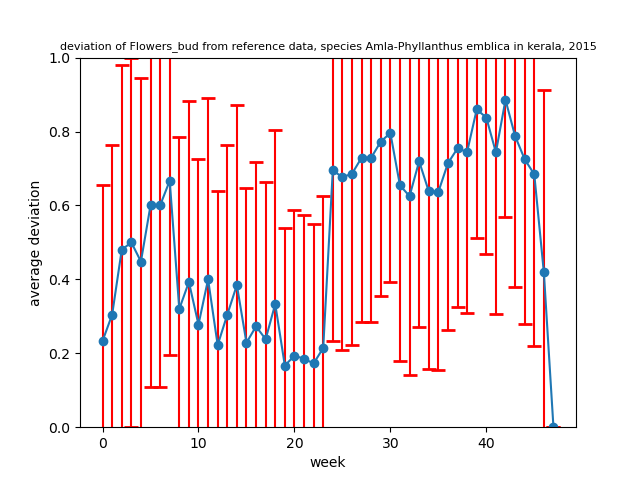 deviation of Flowers_bud from reference data, species Amla-Phyllanthus emblica in kerala, 2015
1.0
0.8
0.6
0.4
0.2
0.0
average deviation
0 10 20 30 40
week